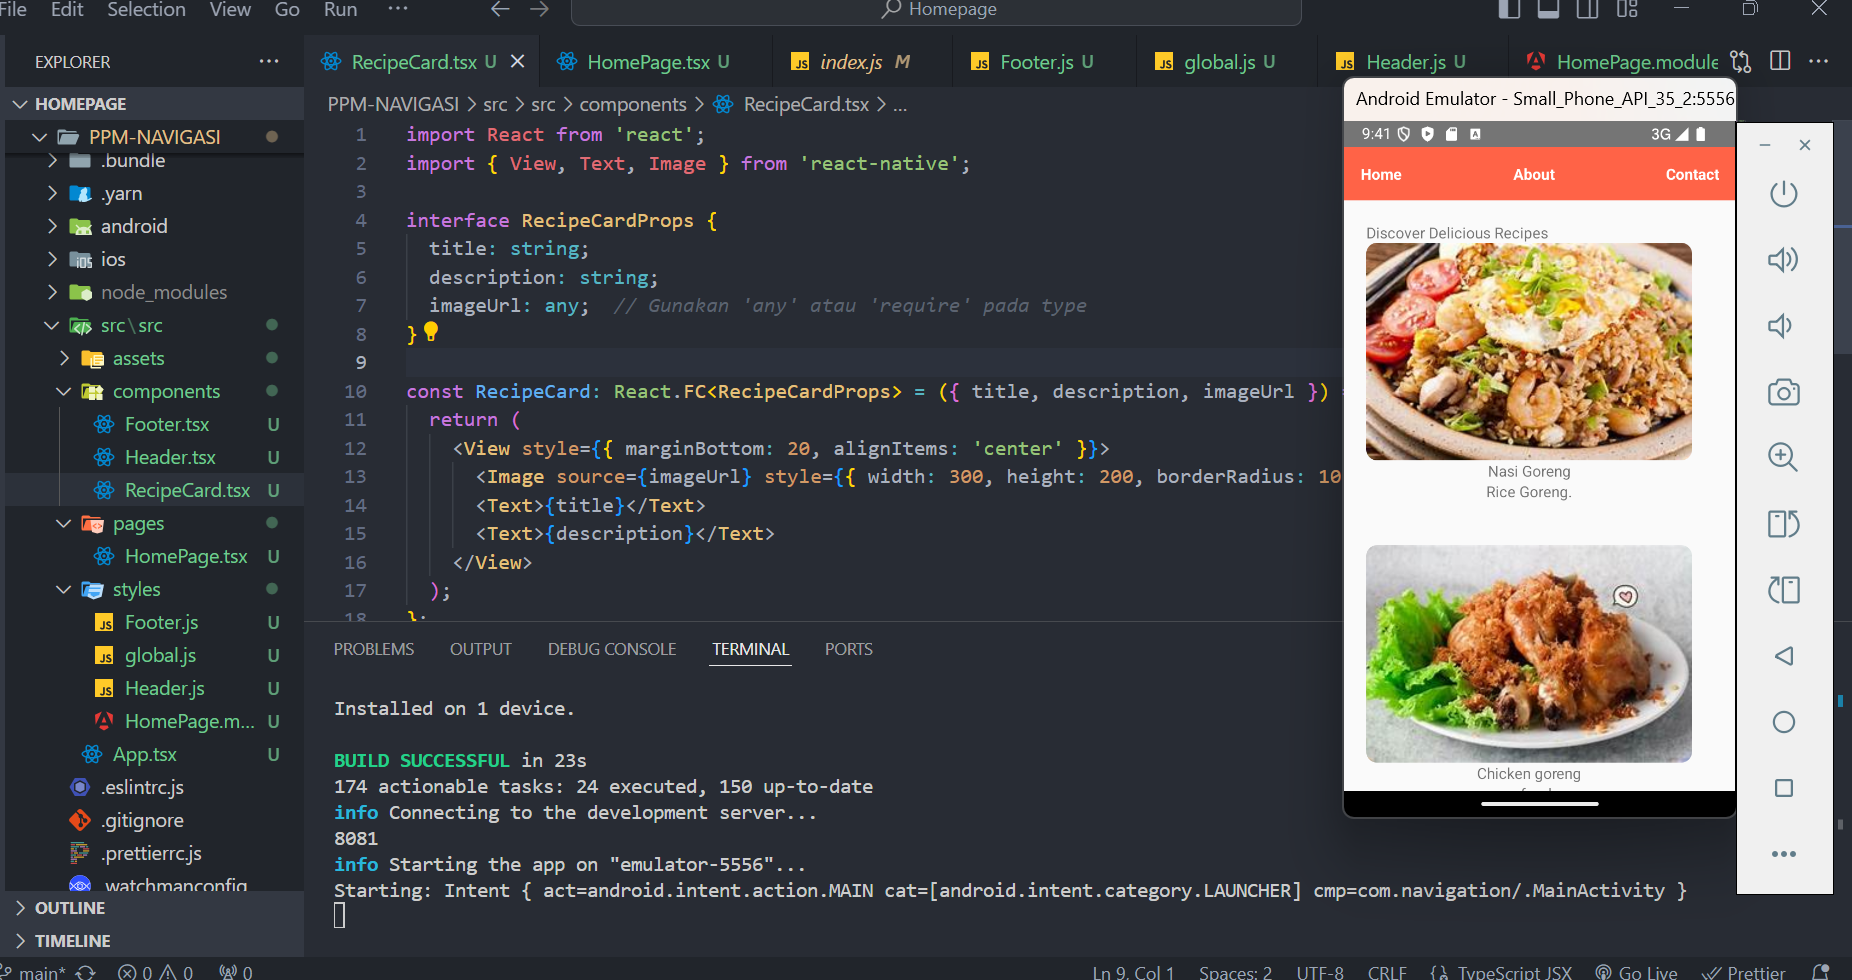 File Edit Selection View Go Run ... Homepage
EXPLORER ...
HOMEPAGE
PPM-NAVIGASI
.bundle
.yarn
android
ios
node_modules
src\src
assets
components
Footer.tsx U
Header.tsx U
RecipeCard.tsx U
pages
HomePage.tsx U
styles
Footer.js U
global.js U
Header.js U
HomePage.m... U
App.tsx U
.eslintrc.js
.gitignore
.prettierrc.js
.watchmanconfig
OUTLINE
TIMELINE
RecipeCard.tsx U HomePage.tsx U index.js M Footer.js U global.js U Header.js U HomePage.module
PPM-NAVIGASI > src > src > components > RecipeCard.tsx > ...
1 import React from 'react';
2 import { View, Text, Image } from 'react-native';
3
4 interface RecipeCardProps {
5 title: string;
6 description: string;
7 imageUrl: any; // Gunakan 'any' atau 'require' pada type
8 }
9
10 const RecipeCard: React.FC<RecipeCardProps> = ({ title, description, imageUrl })
11 return (
12 <View style={{ marginBottom: 20, alignItems: 'center' }}>
13 <Image source={imageUrl} style={{ width: 300, height: 200, borderRadius: 10
14 <Text>{title}</Text>
15 <Text>{description}</Text>
16 </View>
17 );
18 };
PROBLEMS OUTPUT DEBUG CONSOLE TERMINAL PORTS
Installed on 1 device.
BUILD SUCCESSFUL in 23s
174 actionable tasks: 24 executed, 150 up-to-date
info Connecting to the development server...
8081
info Starting the app on "emulator-5556"...
Starting: Intent { act=android.intent.action.MAIN cat=[android.intent.category.LAUNCHER] cmp=com.navigation/.MainActivity }
Android Emulator - Small_Phone_API_35_2:5556
9:41 3G
Home About Contact
Discover Delicious Recipes
Nasi Goreng
Rice Goreng.
Chicken goreng
main* 0 0 0 Ln 9, Col 1 Spaces: 2 UTF-8 CRLF {} TypeScript JSX Go Live Prettier